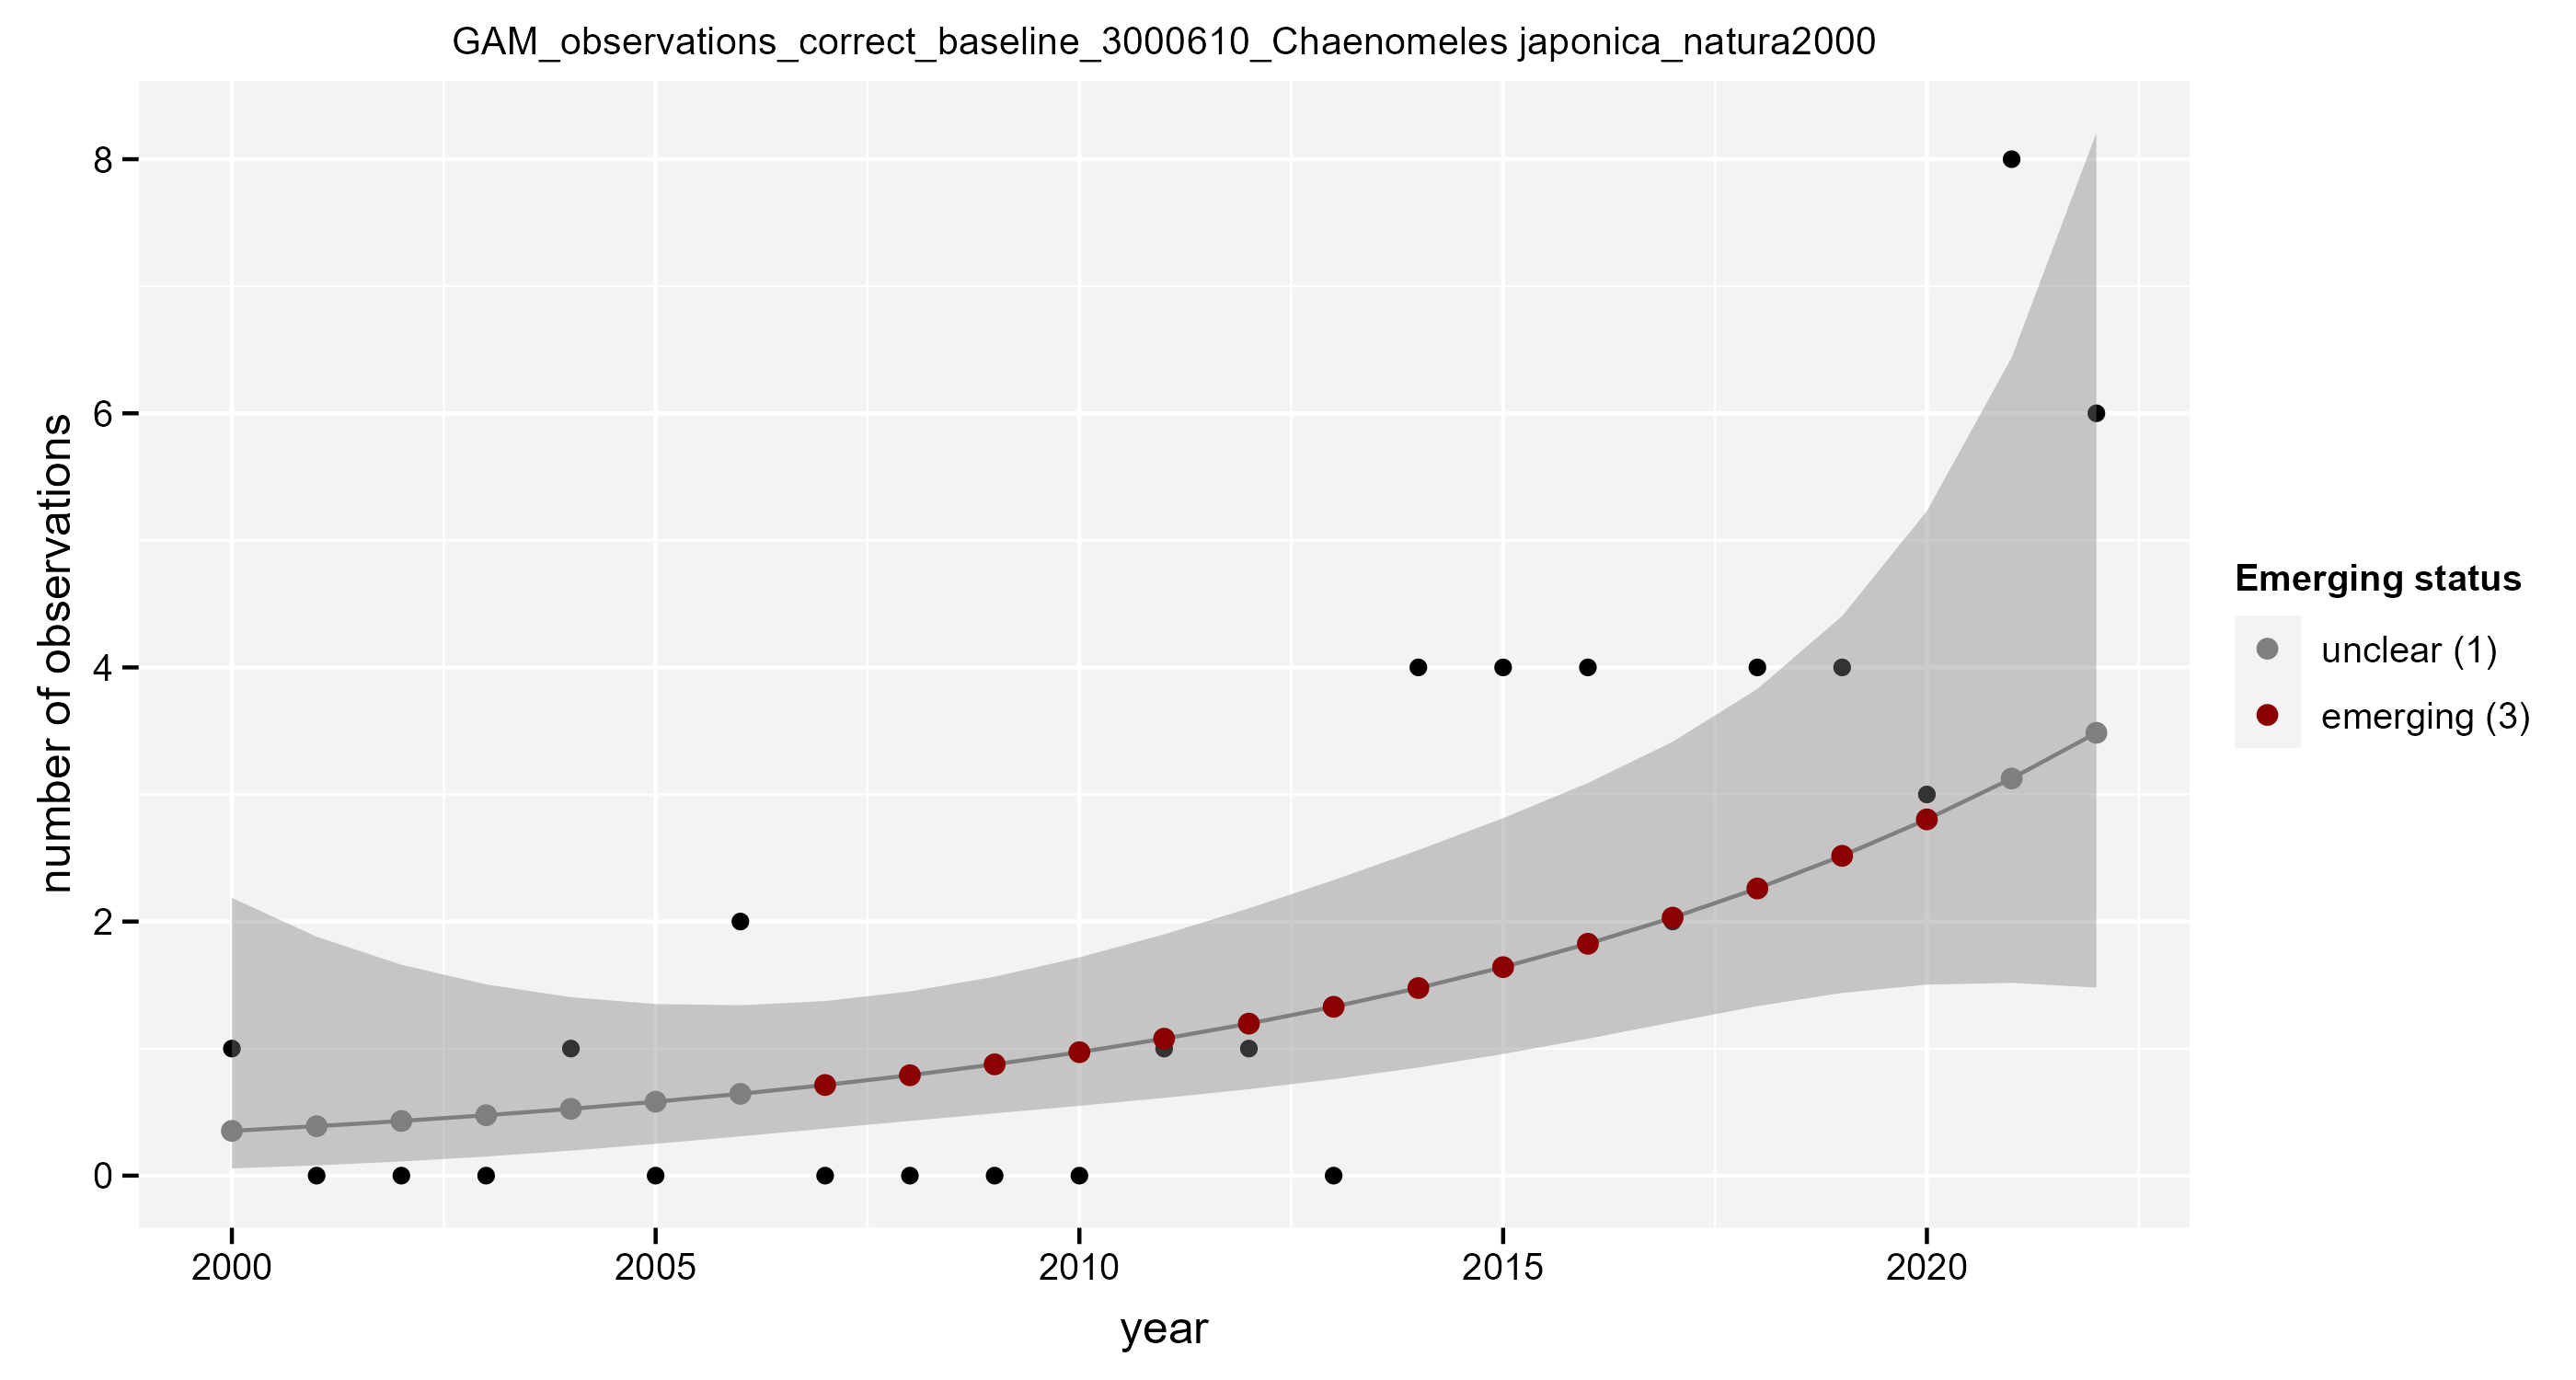 GAM_observations_correct_baseline_3000610_Chaenomeles japonica_natura2000
number of observations
8
6
4
2
0
2000
2005
2010
2015
2020
year
Emerging status
unclear (1)
emerging (3)